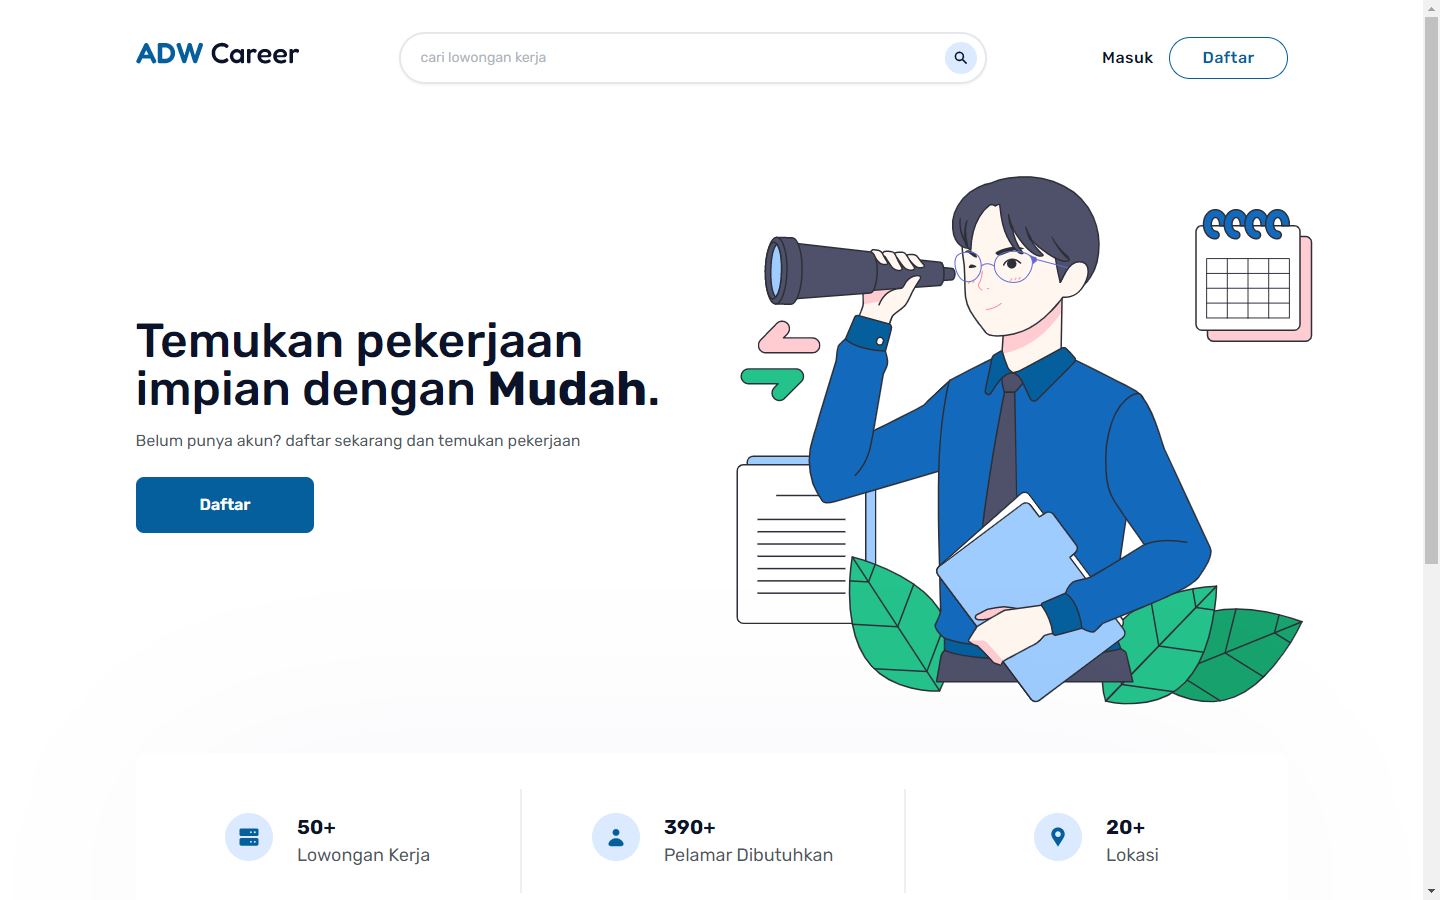 ADW Career
cari lowongan kerja
Masuk
Daftar
Temukan pekerjaan
impian dengan Mudah.
Belum punya akun? daftar sekarang dan temukan pekerjaan
Daftar
50+
Lowongan Kerja
390+
Pelamar Dibutuhkan
20+
Lokasi